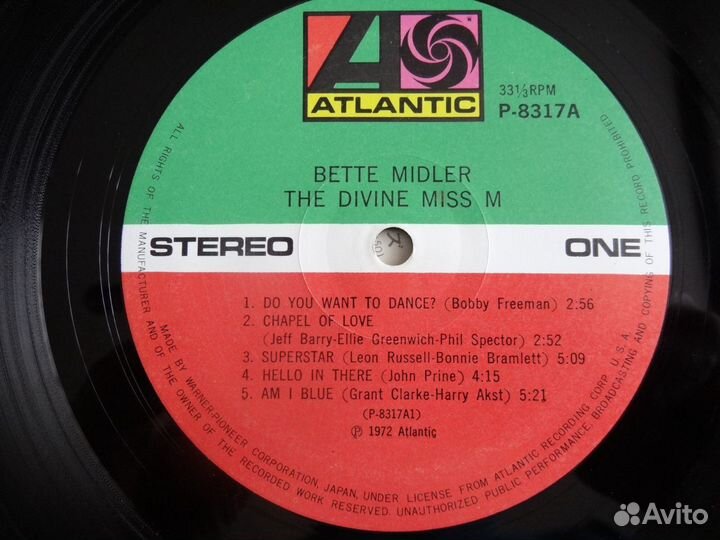 ATLANTIC
33⅓RPM
P-8317A
BETTE MIDLER
THE DIVINE MISS M
STEREO
ONE
1. DO YOU WANT TO DANCE? (Bobby Freeman) 2:56
2. CHAPEL OF LOVE
(Jeff Barry-Ellie Greenwich-Phil Spector) 2:52
3. SUPERSTAR (Leon Russell-Bonnie Bramlett) 5:09
4. HELLO IN THERE (John Prine) 4:15
5. AM I BLUE (Grant Clarke-Harry Akst) 5:21
(P-8317A1)
Ⓟ 1972 Atlantic
MADE BY WARNER-PIONEER CORPORATION, JAPAN, UNDER LICENSE FROM ATLANTIC RECORDING CORP. U.S.A.
ALL RIGHTS OF THE MANUFACTURER AND OF THE OWNER OF THE RECORDED WORK RESERVED. UNAUTHORIZED PUBLIC PERFORMANCE, BROADCASTING AND COPYING OF THIS RECORD PROHIBITED.
Avito